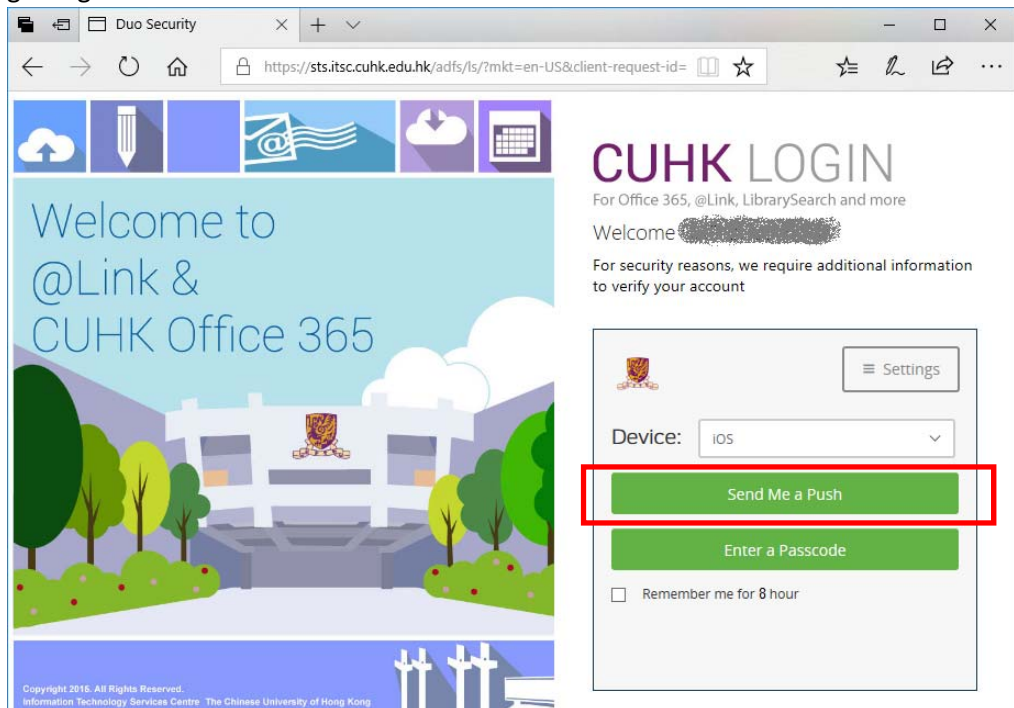 Duo Security
https://sts.itsc.cuhk.edu.hk/adfs/ls/?mkt=en-US&client-request-id=
CUHK LOGIN
For Office 365, @Link, LibrarySearch and more
Welcome
For security reasons, we require additional information
to verify your account
Welcome to
@Link &
CUHK Office 365
Settings
Device: iOS
Send Me a Push
Enter a Passcode
Remember me for 8 hour
Copyright 2015. All Rights Reserved.
Information Technology Services Centre The Chinese University of Hong Kong